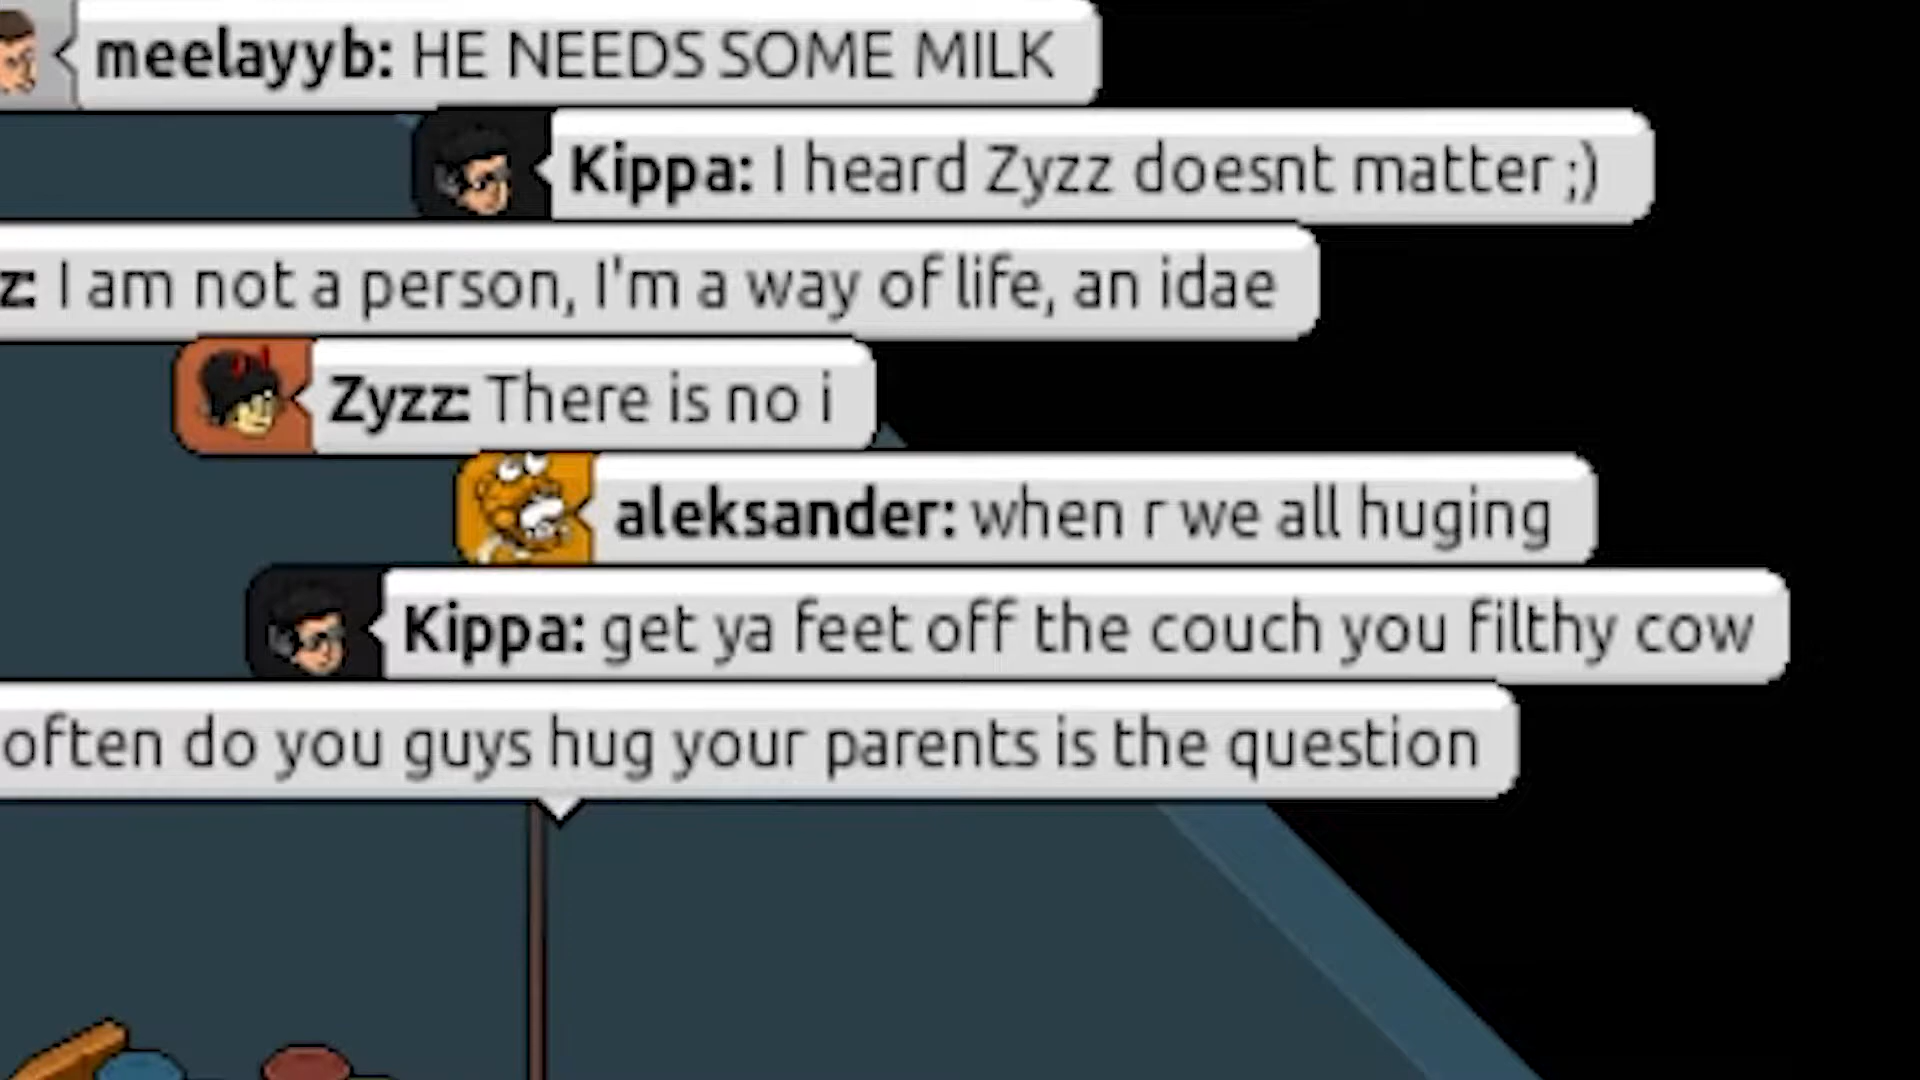 meelayyb: HE NEEDS SOME MILK
Kippa: I heard Zyzz doesnt matter ;)
z: I am not a person, I'm a way of life, an idae
Zyzz: There is no i
aleksander: when r we all huging
Kippa: get ya feet off the couch you filthy cow
often do you guys hug your parents is the question